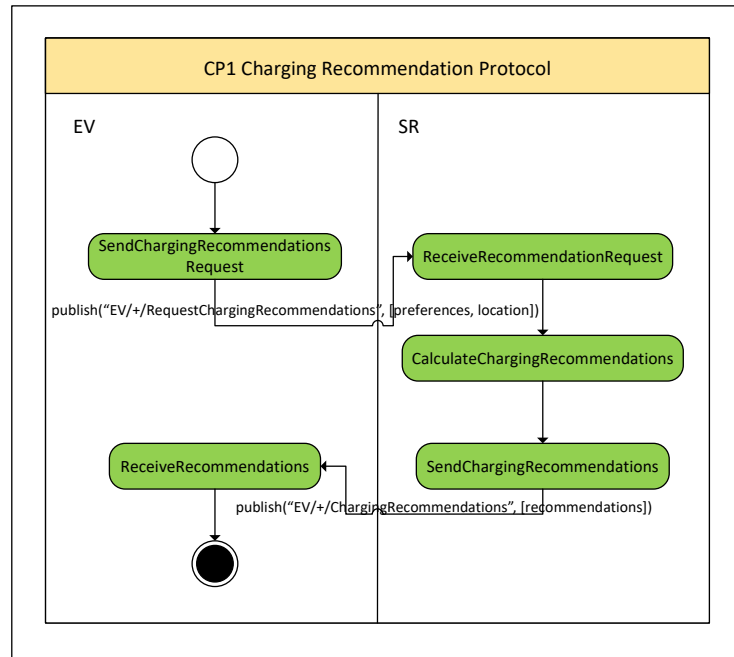 CP1 Charging Recommendation Protocol
EV
SR
SendChargingRecommendations
Request
ReceiveRecommendationRequest
publish(“EV/+/RequestChargingRecommendations”, [preferences, location])
CalculateChargingRecommendations
ReceiveRecommendations
SendChargingRecommendations
publish(“EV/+/ChargingRecommendations”, [recommendations])